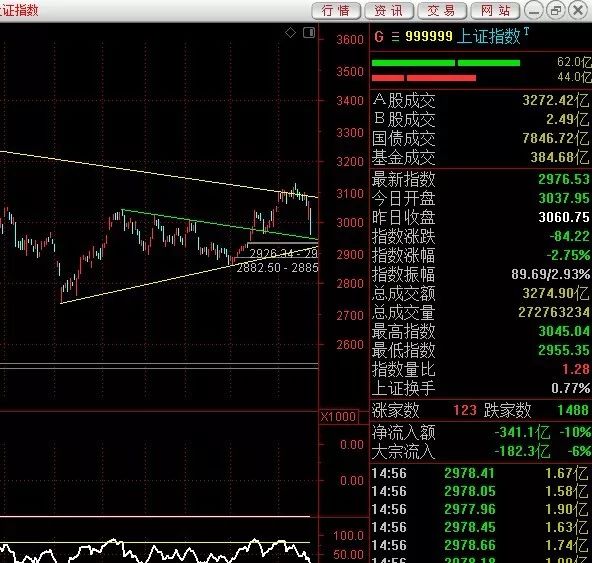 上证指数
行情 资讯 交易 网站
G 999999 上证指数T
62.0亿
44.0亿
A股成交 3272.42亿
B股成交 2.49亿
国债成交 7846.72亿
基金成交 384.68亿
最新指数 2976.53
今日开盘 3037.95
昨日收盘 3060.75
指数涨跌 -84.22
指数涨幅 -2.75%
指数振幅 89.69/2.93%
总成交额 3274.90亿
总成交量 272763234
最高指数 3045.04
最低指数 2955.35
指数量比 1.28
上证换手 0.77%
涨家数 123 跌家数 1488
净流入额 -341.1亿 -10%
大宗流入 -182.3亿 -6%
14:56 2978.41 1.67亿
14:56 2978.05 1.58亿
14:56 2977.96 1.90亿
14:56 2978.45 1.63亿
14:56 2978.66 1.74亿
3600
3500
3400
3300
3200
3100
3000
2900
2800
2700
2600
2926.34 - 29
2882.50 - 2885
X1000
0.00
0.00
100.0
50.00